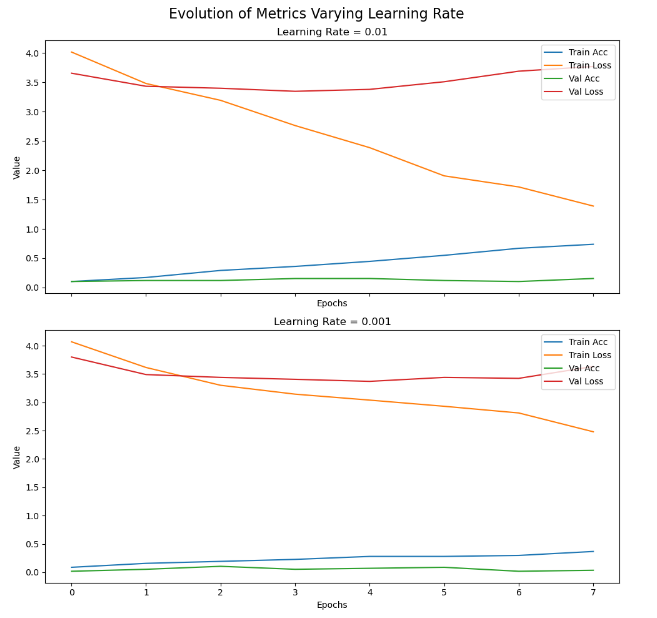 Evolution of Metrics Varying Learning Rate
Learning Rate = 0.01
4.0
3.5
3.0
2.5
2.0
1.5
1.0
0.5
0.0
Value
Train Acc
Train Loss
Val Acc
Val Loss
Epochs
Learning Rate = 0.001
4.0
3.5
3.0
2.5
2.0
1.5
1.0
0.5
0.0
Value
Train Acc
Train Loss
Val Acc
Val Loss
0 1 2 3 4 5 6 7
Epochs